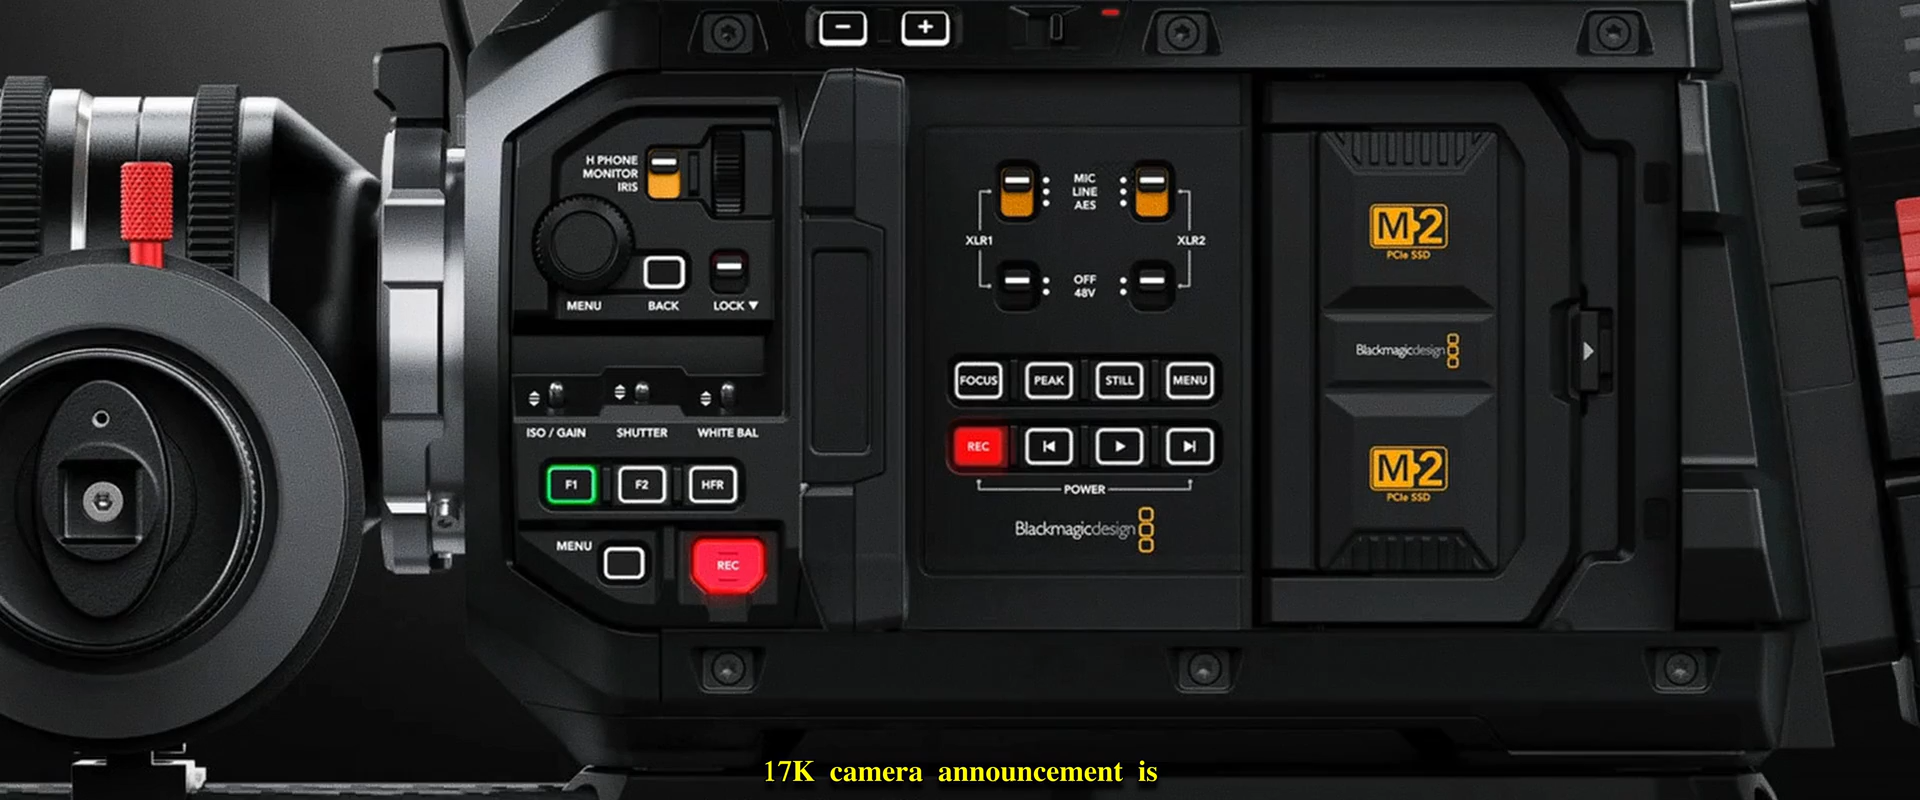 − +
H PHONE
MONITOR
IRIS
MENU
BACK
LOCK ▼
ISO / GAIN
SHUTTER
WHITE BAL
F1
F2
HFR
MENU
REC
MIC
LINE
AES
XLR1
XLR2
OFF
48V
FOCUS
PEAK
STILL
MENU
REC
POWER
Blackmagicdesign
M.2
PCIe SSD
Blackmagicdesign
M.2
PCIe SSD
17K camera announcement is